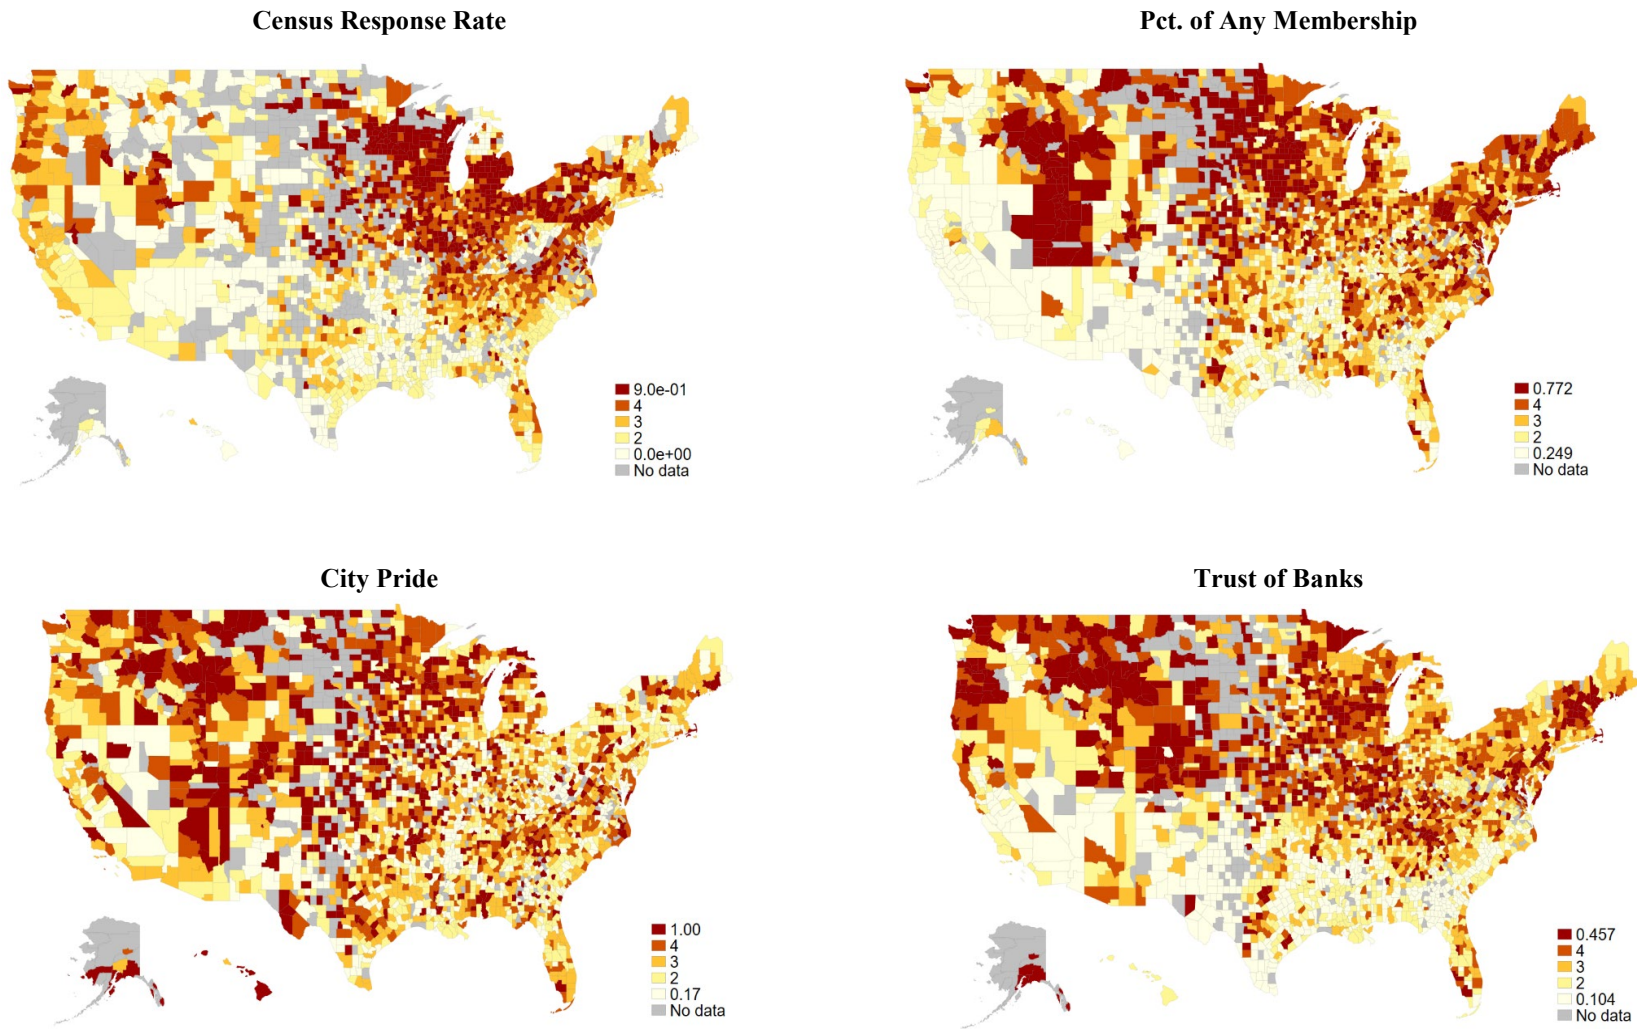 Census Response Rate
9.0e-01
4
3
2
0.0e+00
No data
Pct. of Any Membership
0.772
4
3
2
0.249
No data
City Pride
1.00
4
3
2
0.17
No data
Trust of Banks
0.457
4
3
2
0.104
No data